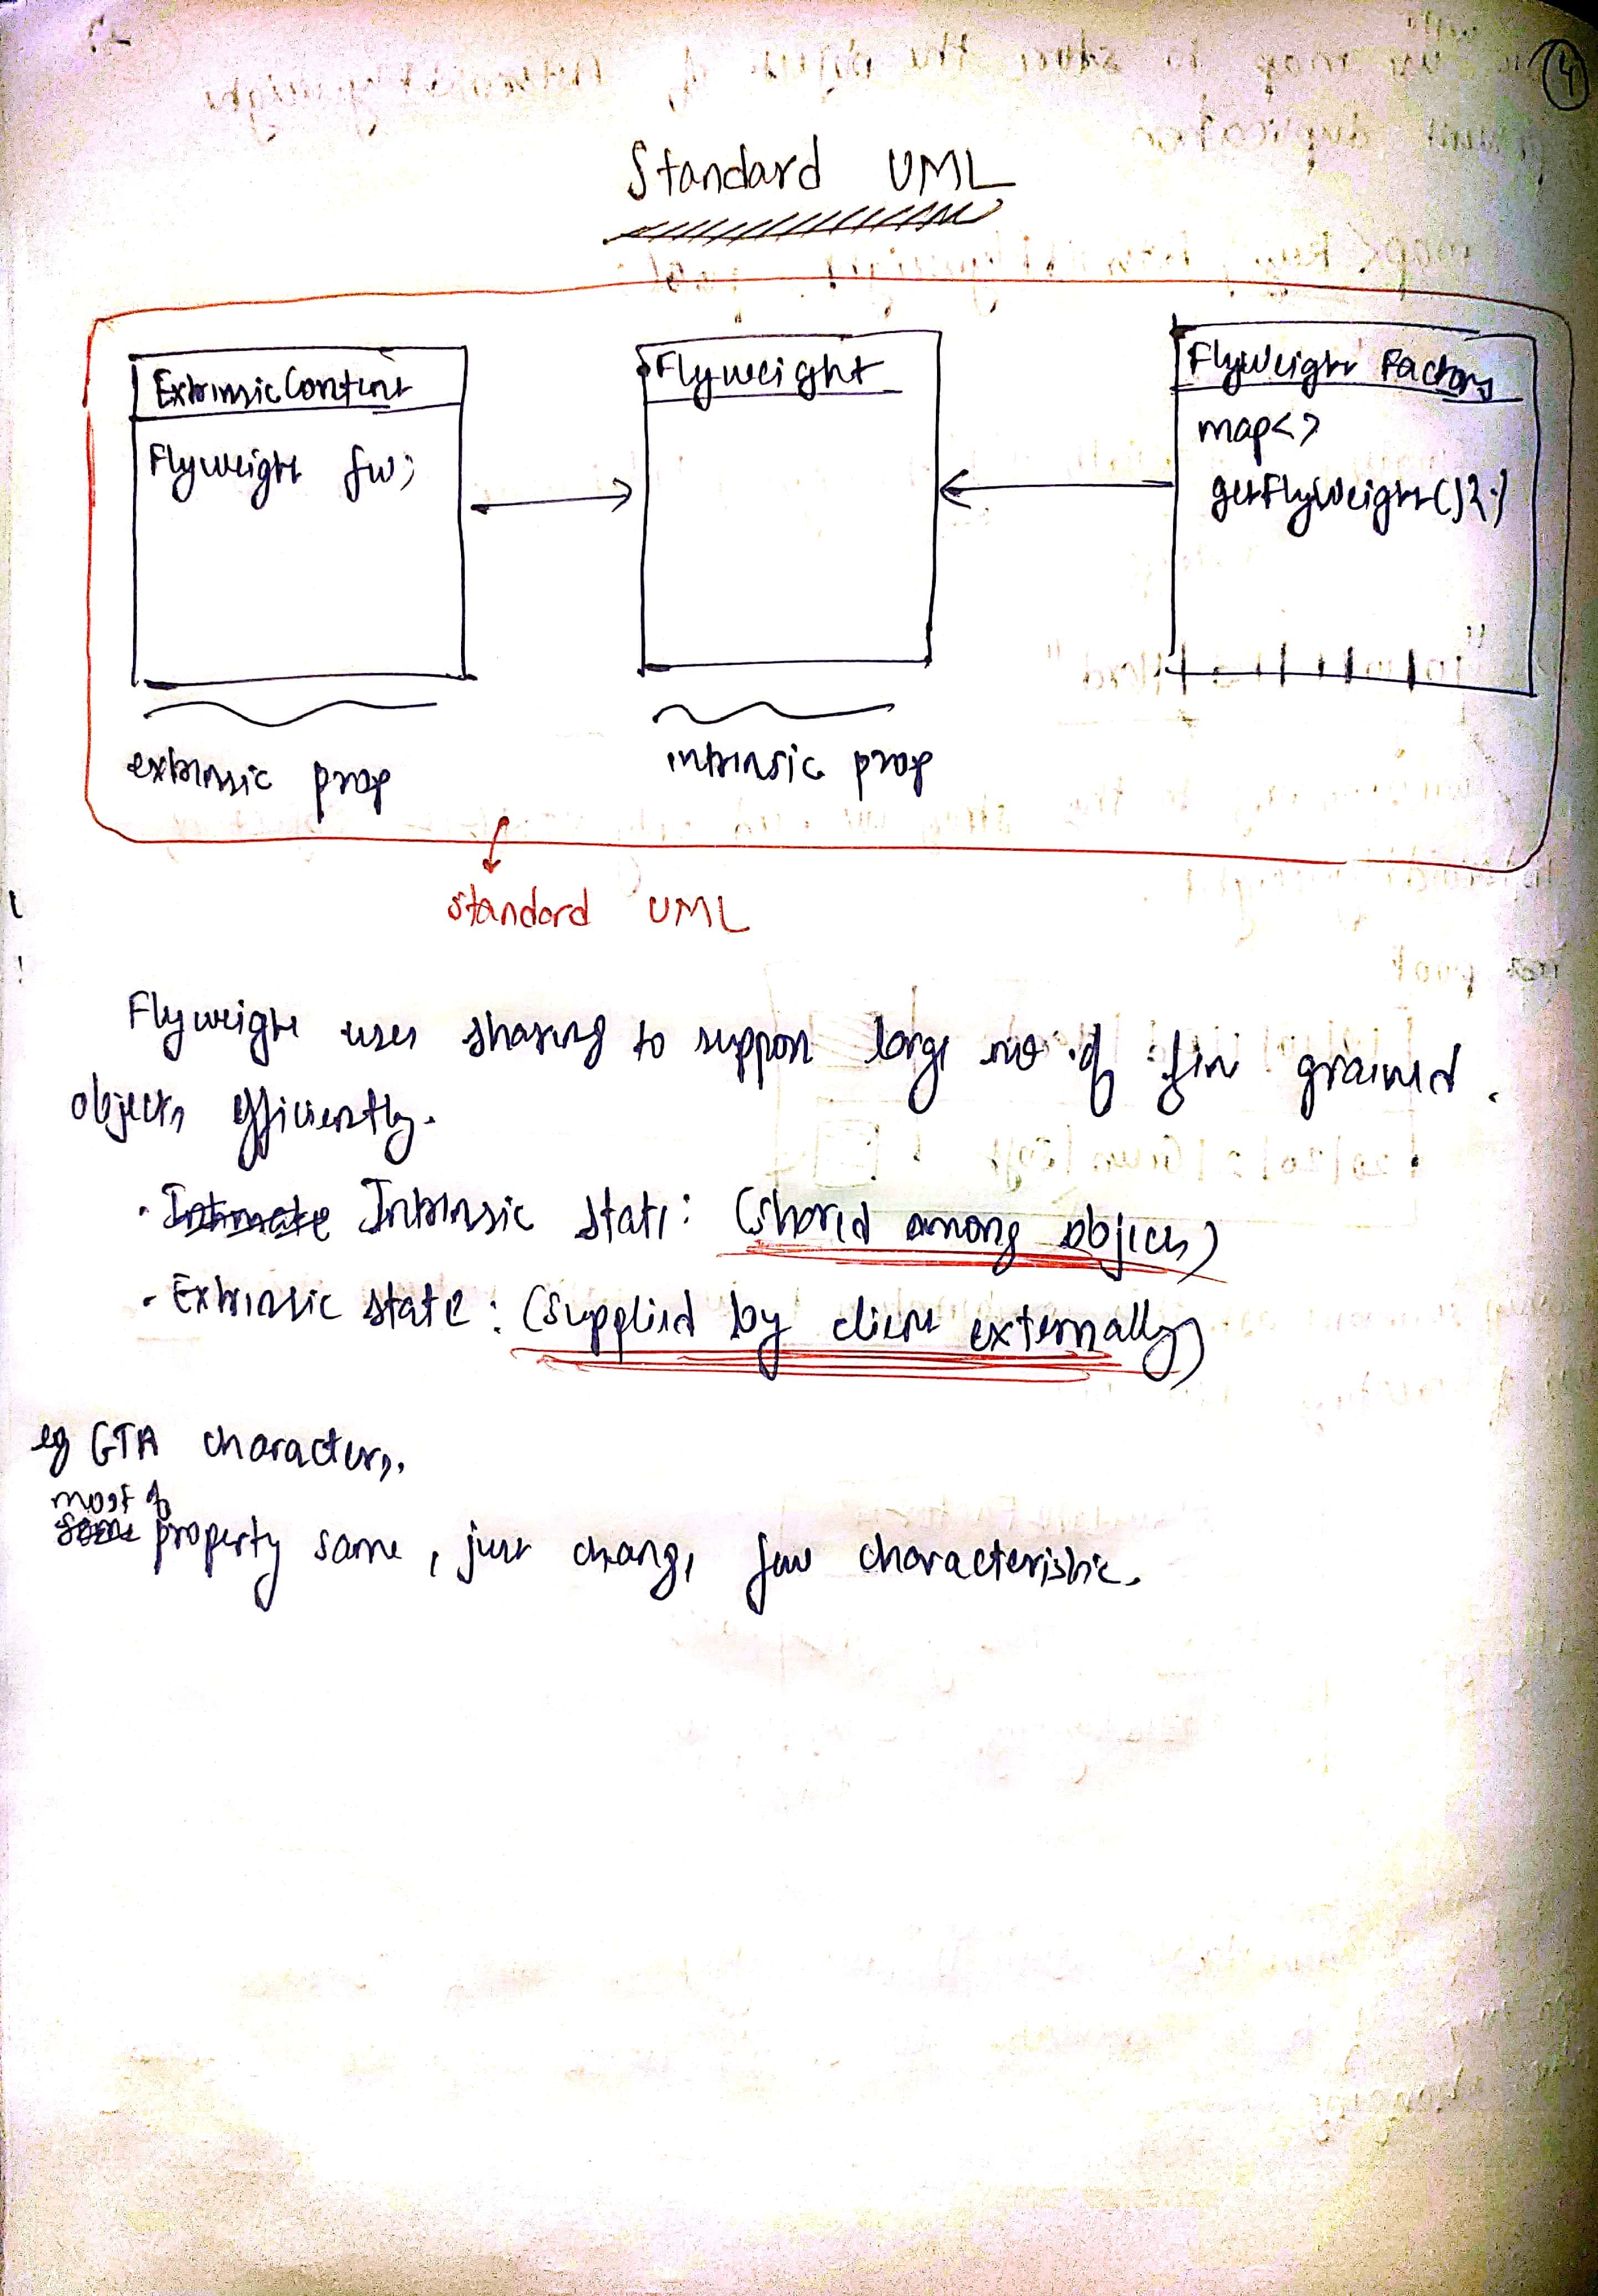 4
Standard UML
ExtrinsicContent
Flyweight fw;
Flyweight
FlyWeight Factory
map<>
getFlyWeight(){.}
extrinsic prop
intrinsic prop
standard UML
Flyweight uses sharing to support large no of fine grained
objects efficiently.
· Intrinsic state: (shared among objects)
· Extrinsic state: (supplied by client externally)
eg GTA characters.
most of
some property same, just change few characteristic.